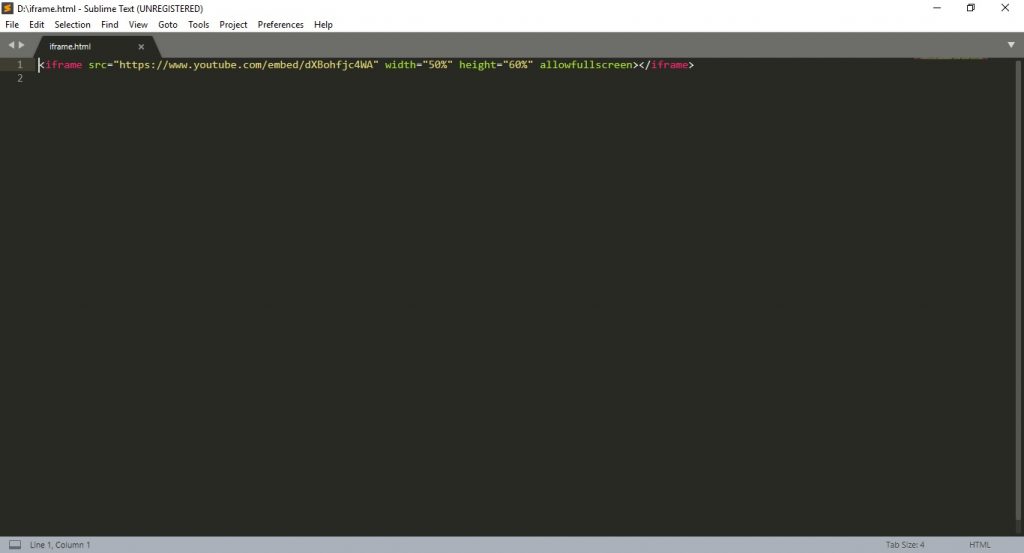 D:\iframe.html - Sublime Text (UNREGISTERED)
File Edit Selection Find View Goto Tools Project Preferences Help
iframe.html
1 <iframe src="https://www.youtube.com/embed/dXBohfjc4WA" width="50%" height="60%" allowfullscreen></iframe>
2
Line 1, Column 1 Tab Size: 4 HTML